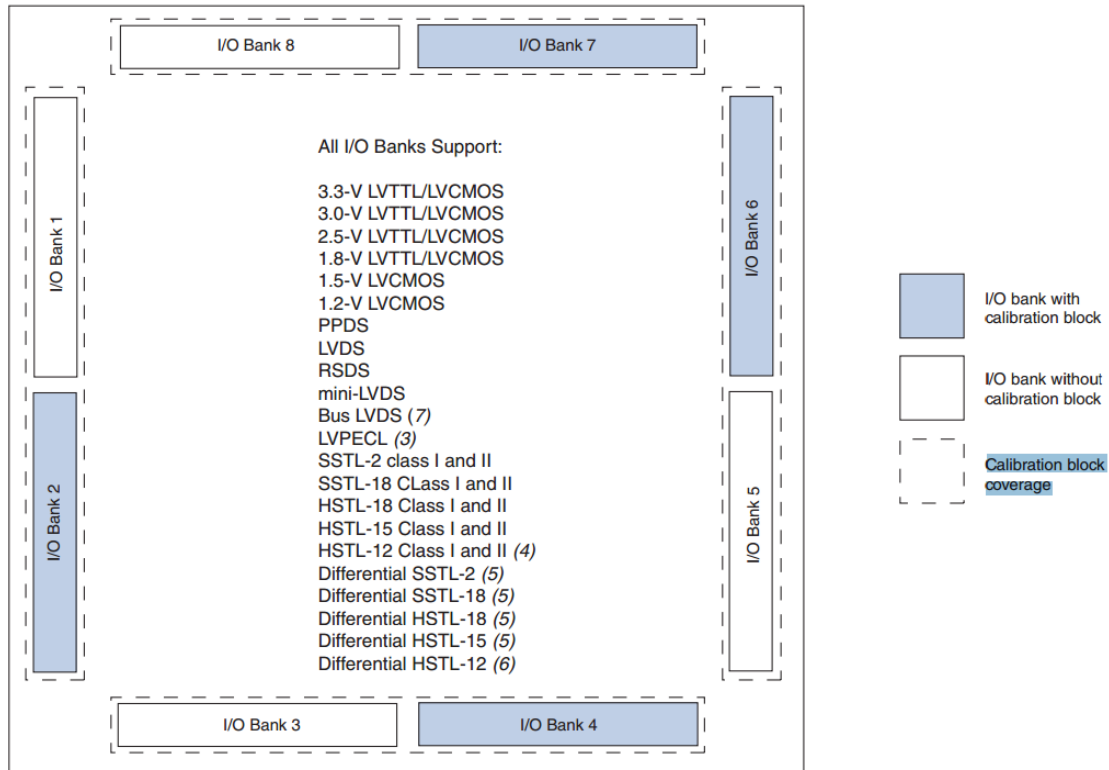 I/O Bank 8
I/O Bank 7
I/O Bank 1
I/O Bank 2
All I/O Banks Support:
3.3-V LVTTL/LVCMOS
3.0-V LVTTL/LVCMOS
2.5-V LVTTL/LVCMOS
1.8-V LVTTL/LVCMOS
1.5-V LVCMOS
1.2-V LVCMOS
PPDS
LVDS
RSDS
mini-LVDS
Bus LVDS (7)
LVPECL (3)
SSTL-2 class I and II
SSTL-18 CLass I and II
HSTL-18 Class I and II
HSTL-15 Class I and II
HSTL-12 Class I and II (4)
Differential SSTL-2 (5)
Differential SSTL-18 (5)
Differential HSTL-18 (5)
Differential HSTL-15 (5)
Differential HSTL-12 (6)
I/O Bank 6
I/O Bank 5
I/O Bank 3
I/O Bank 4
I/O bank with
calibration block
I/O bank without
calibration block
Calibration block
coverage